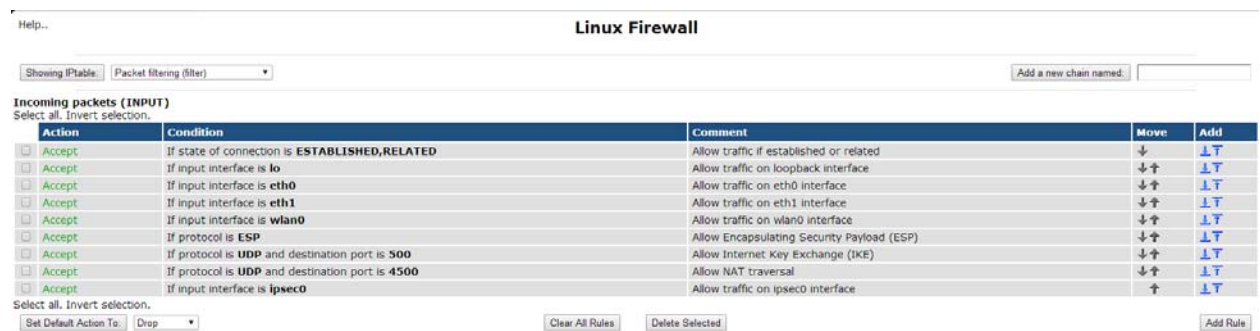 Help..
Linux Firewall
Showing IPtable: Packet filtering (filter) Add a new chain named:
Incoming packets (INPUT)
Select all. Invert selection.
Action Condition Comment Move Add
Accept If state of connection is ESTABLISHED,RELATED Allow traffic if established or related
Accept If input interface is lo Allow traffic on loopback interface
Accept If input interface is eth0 Allow traffic on eth0 interface
Accept If input interface is eth1 Allow traffic on eth1 interface
Accept If input interface is wlan0 Allow traffic on wlan0 interface
Accept If protocol is ESP Allow Encapsulating Security Payload (ESP)
Accept If protocol is UDP and destination port is 500 Allow Internet Key Exchange (IKE)
Accept If protocol is UDP and destination port is 4500 Allow NAT traversal
Accept If input interface is ipsec0 Allow traffic on ipsec0 interface
Select all. Invert selection.
Set Default Action To: Drop Clear All Rules Delete Selected Add Rule